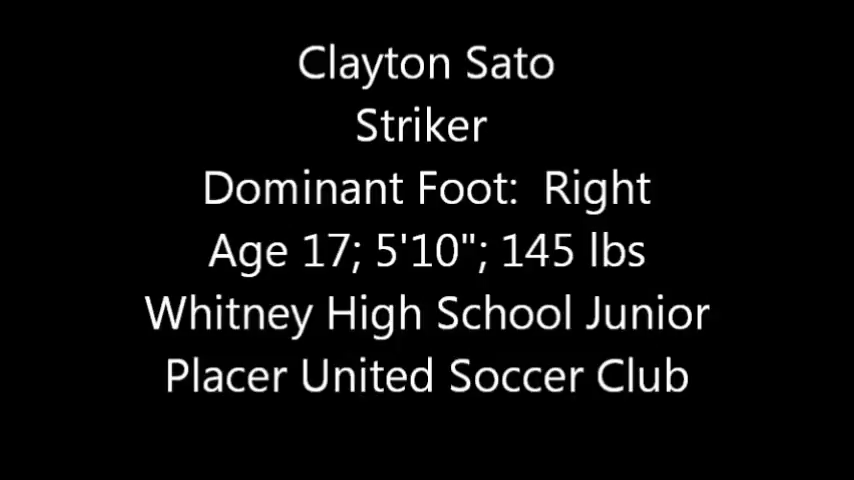 Clayton Sato
Striker
Dominant Foot:  Right
Age 17; 5'10"; 145 lbs
Whitney High School Junior
Placer United Soccer Club